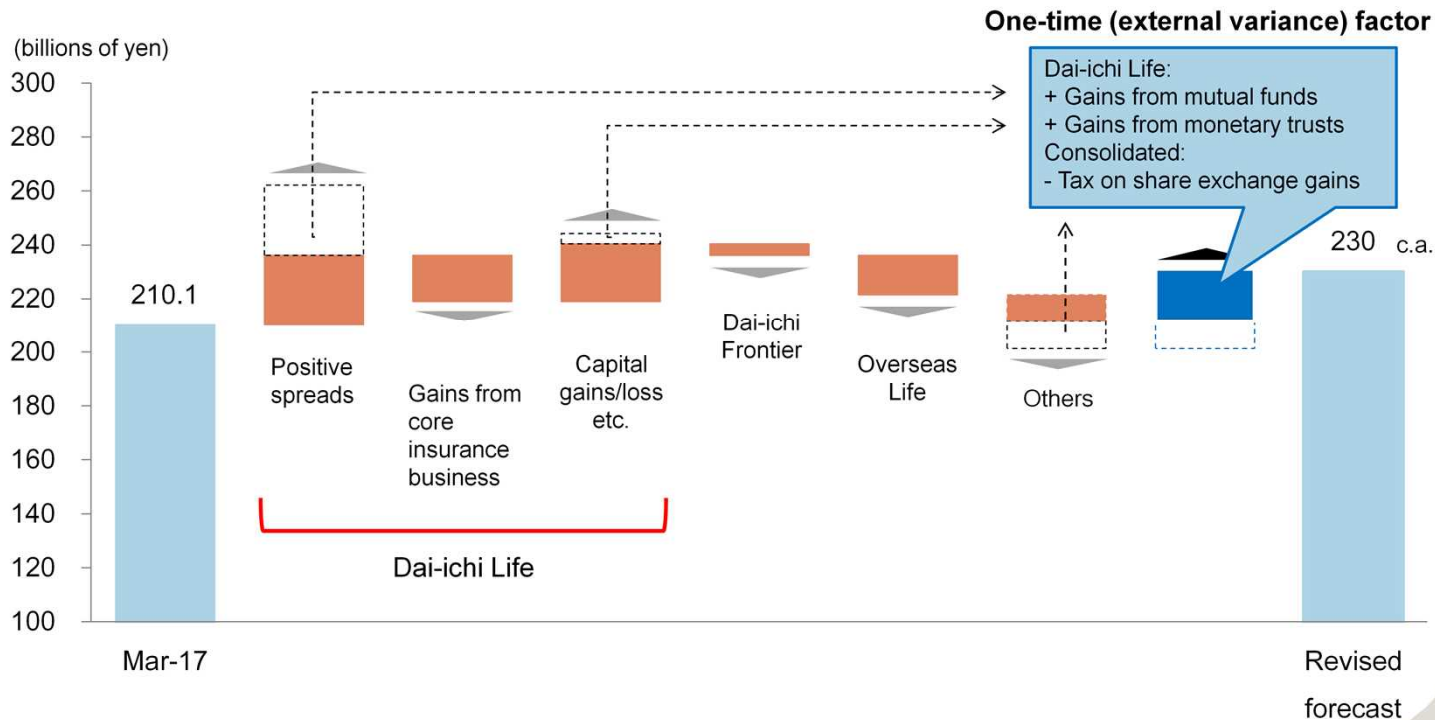 One-time (external variance) factor
(billions of yen)
Dai-ichi Life:
+ Gains from mutual funds
+ Gains from monetary trusts
Consolidated:
- Tax on share exchange gains
300
280
260
240
220
200
180
160
140
120
100
210.1
230 c.a.
Positive
spreads
Gains from
core
insurance
business
Capital
gains/loss
etc.
Dai-ichi
Frontier
Overseas
Life
Others
Dai-ichi Life
Mar-17
Revised
forecast